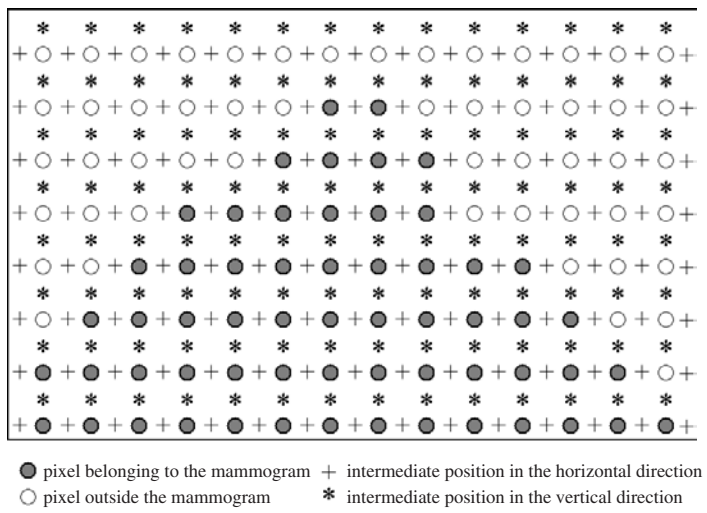 pixel belonging to the mammogram + intermediate position in the horizontal direction
pixel outside the mammogram * intermediate position in the vertical direction